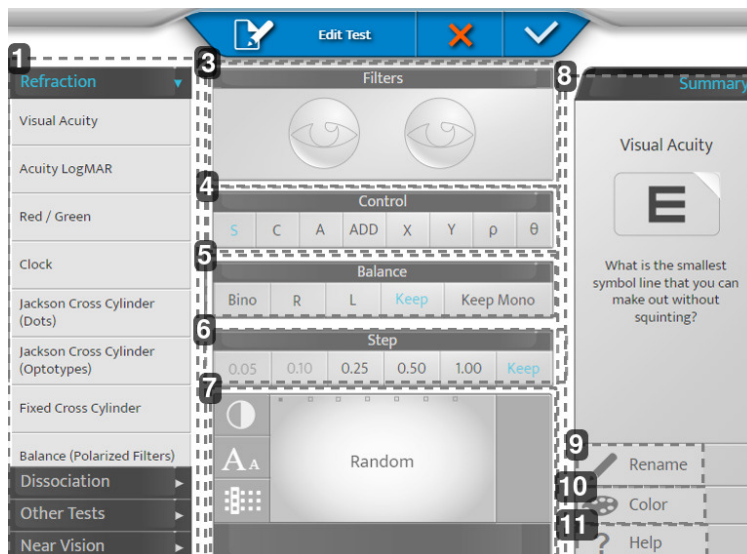 Edit Test
1
Refraction
Visual Acuity
Acuity LogMAR
Red / Green
Clock
Jackson Cross Cylinder
(Dots)
Jackson Cross Cylinder
(Optotypes)
Fixed Cross Cylinder
Balance (Polarized Filters)
Dissociation
Other Tests
Near Vision
3
Filters
4
Control
S C A ADD X Y ρ θ
5
Balance
Bino R L Keep Keep Mono
6
Step
0.05 0.10 0.25 0.50 1.00 Keep
7
A A
Random
8
Summary
Visual Acuity
E
What is the smallest
symbol line that you can
make out without
squinting?
9
Rename
10
Color
11
? Help